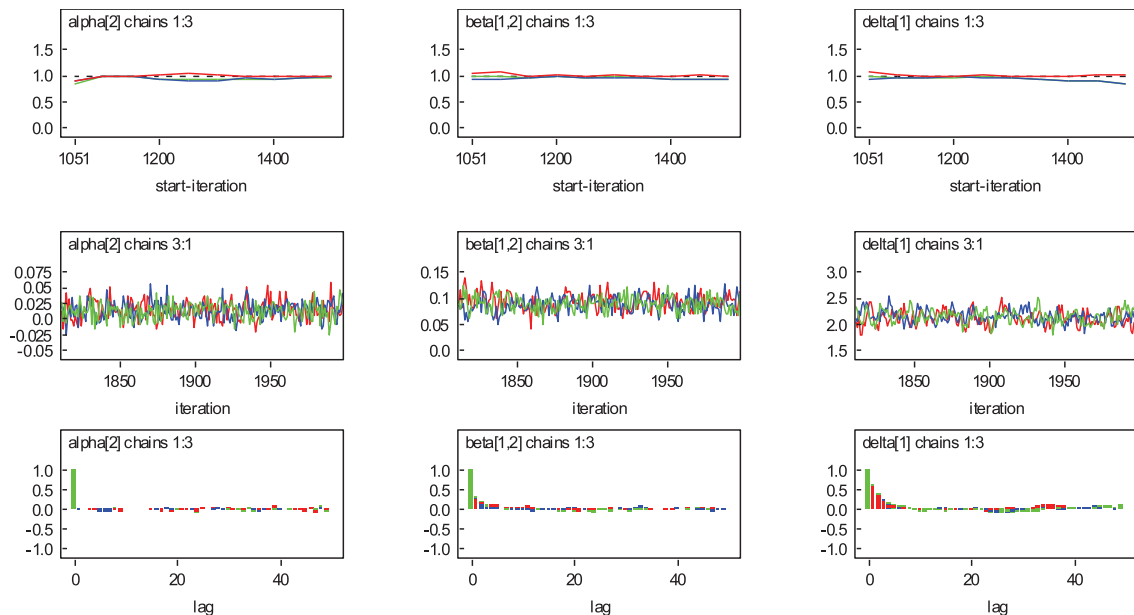 alpha[2] chains 1:3
1.5
1.0
0.5
0.0
1051 1200 1400
start-iteration
beta[1,2] chains 1:3
1.5
1.0
0.5
0.0
1051 1200 1400
start-iteration
delta[1] chains 1:3
1.5
1.0
0.5
0.0
1051 1200 1400
start-iteration
alpha[2] chains 3:1
0.075
0.025
0.0
-0.025
-0.05
1850 1900 1950
iteration
beta[1,2] chains 3:1
0.15
0.1
0.05
0.0
1850 1900 1950
iteration
delta[1] chains 3:1
3.0
2.5
2.0
1.5
1850 1900 1950
iteration
alpha[2] chains 1:3
1.0
0.5
0.0
-0.5
-1.0
0 20 40
lag
beta[1,2] chains 1:3
1.0
0.5
0.0
-0.5
-1.0
0 20 40
lag
delta[1] chains 1:3
1.0
0.5
0.0
-0.5
-1.0
0 20 40
lag